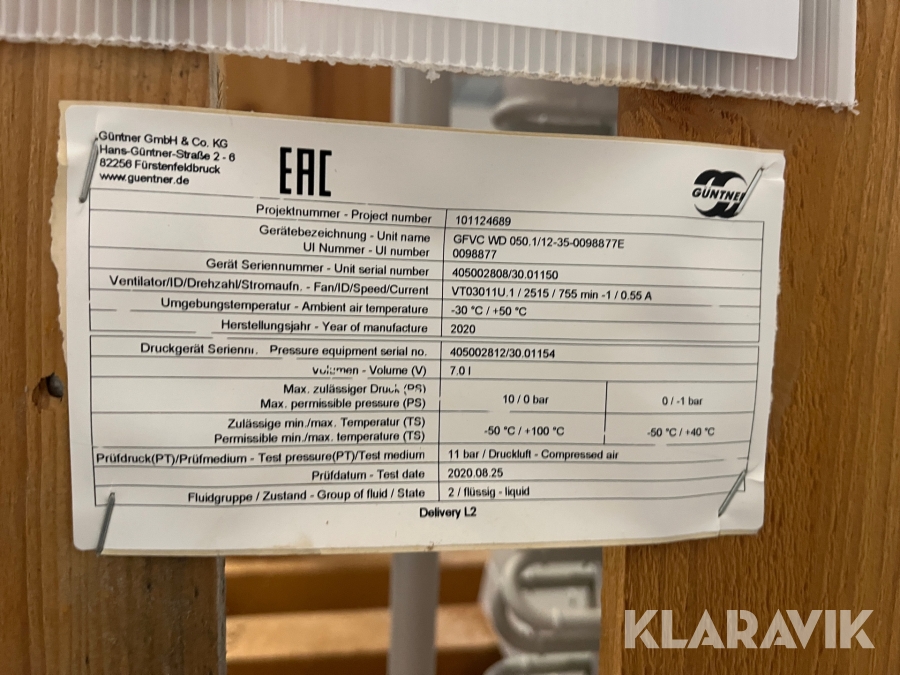 Güntner GmbH & Co. KG
Hans-Güntner-Straße 2 - 6
82256 Fürstenfeldbruck
www.guentner.de
EAC
GÜNTNER
Projektnummer - Project number 101124689
Gerätebezeichnung - Unit name GFVC WD 050.1/12-35-0098877E
UI Nummer - UI number 0098877
Gerät Seriennummer - Unit serial number 405002808/30.01150
Ventilator/ID/Drehzahl/Stromaufn. - Fan/ID/Speed/Current VT03011U.1 / 2515 / 755 min -1 / 0.55 A
Umgebungstemperatur - Ambient air temperature -30 °C / +50 °C
Herstellungsjahr - Year of manufacture 2020
Druckgerät Pressure equipment serial no. 405002812/30.01154
Volumen - Volume (V) 7.0 l
Max. zulässiger Druck (PS)
Max. permissible pressure (PS) 10 / 0 bar 0 / -1 bar
Zulässige min./max. Temperatur (TS)
Permissible min./max. temperature (TS) -50 °C / +100 °C -50 °C / +40 °C
Prüfdruck(PT)/Prüfmedium - Test pressure(PT)/Test medium 11 bar / Druckluft - Compressed air
Prüfdatum - Test date 2020.08.25
Fluidgruppe / Zustand - Group of fluid / State 2 / flüssig - liquid
Delivery L2
KLARAVIK